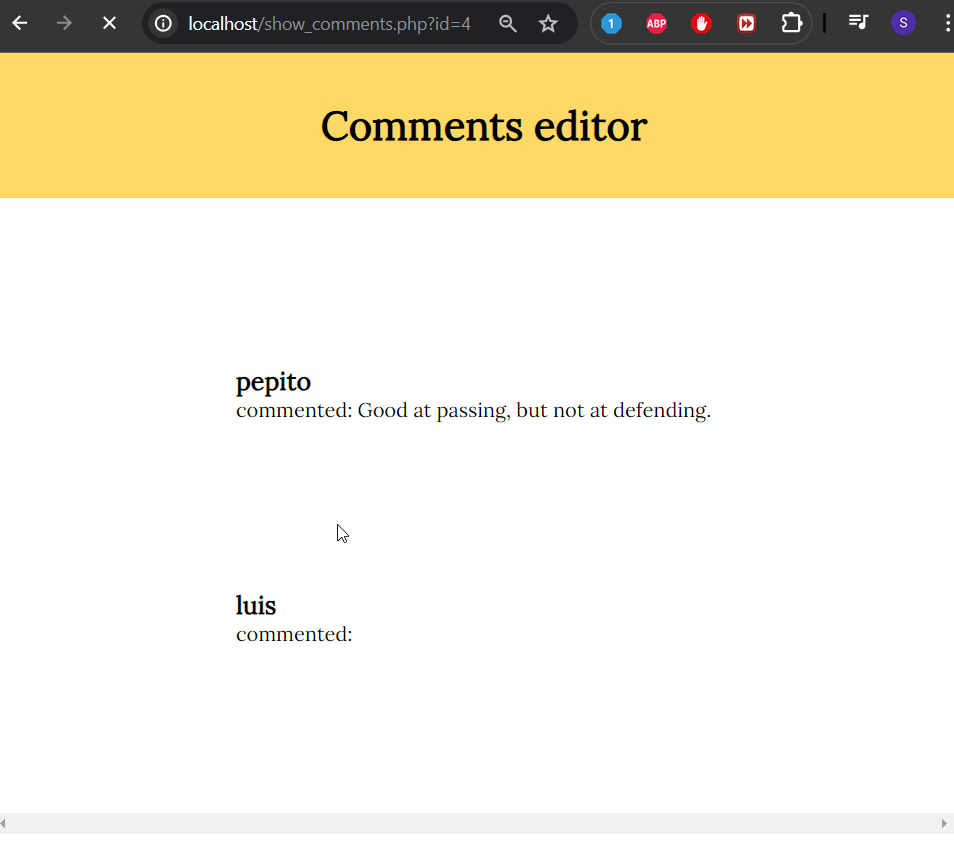 localhost/show_comments.php?id=4
1
ABP
S
Comments editor
pepito
commented: Good at passing, but not at defending.
luis
commented: